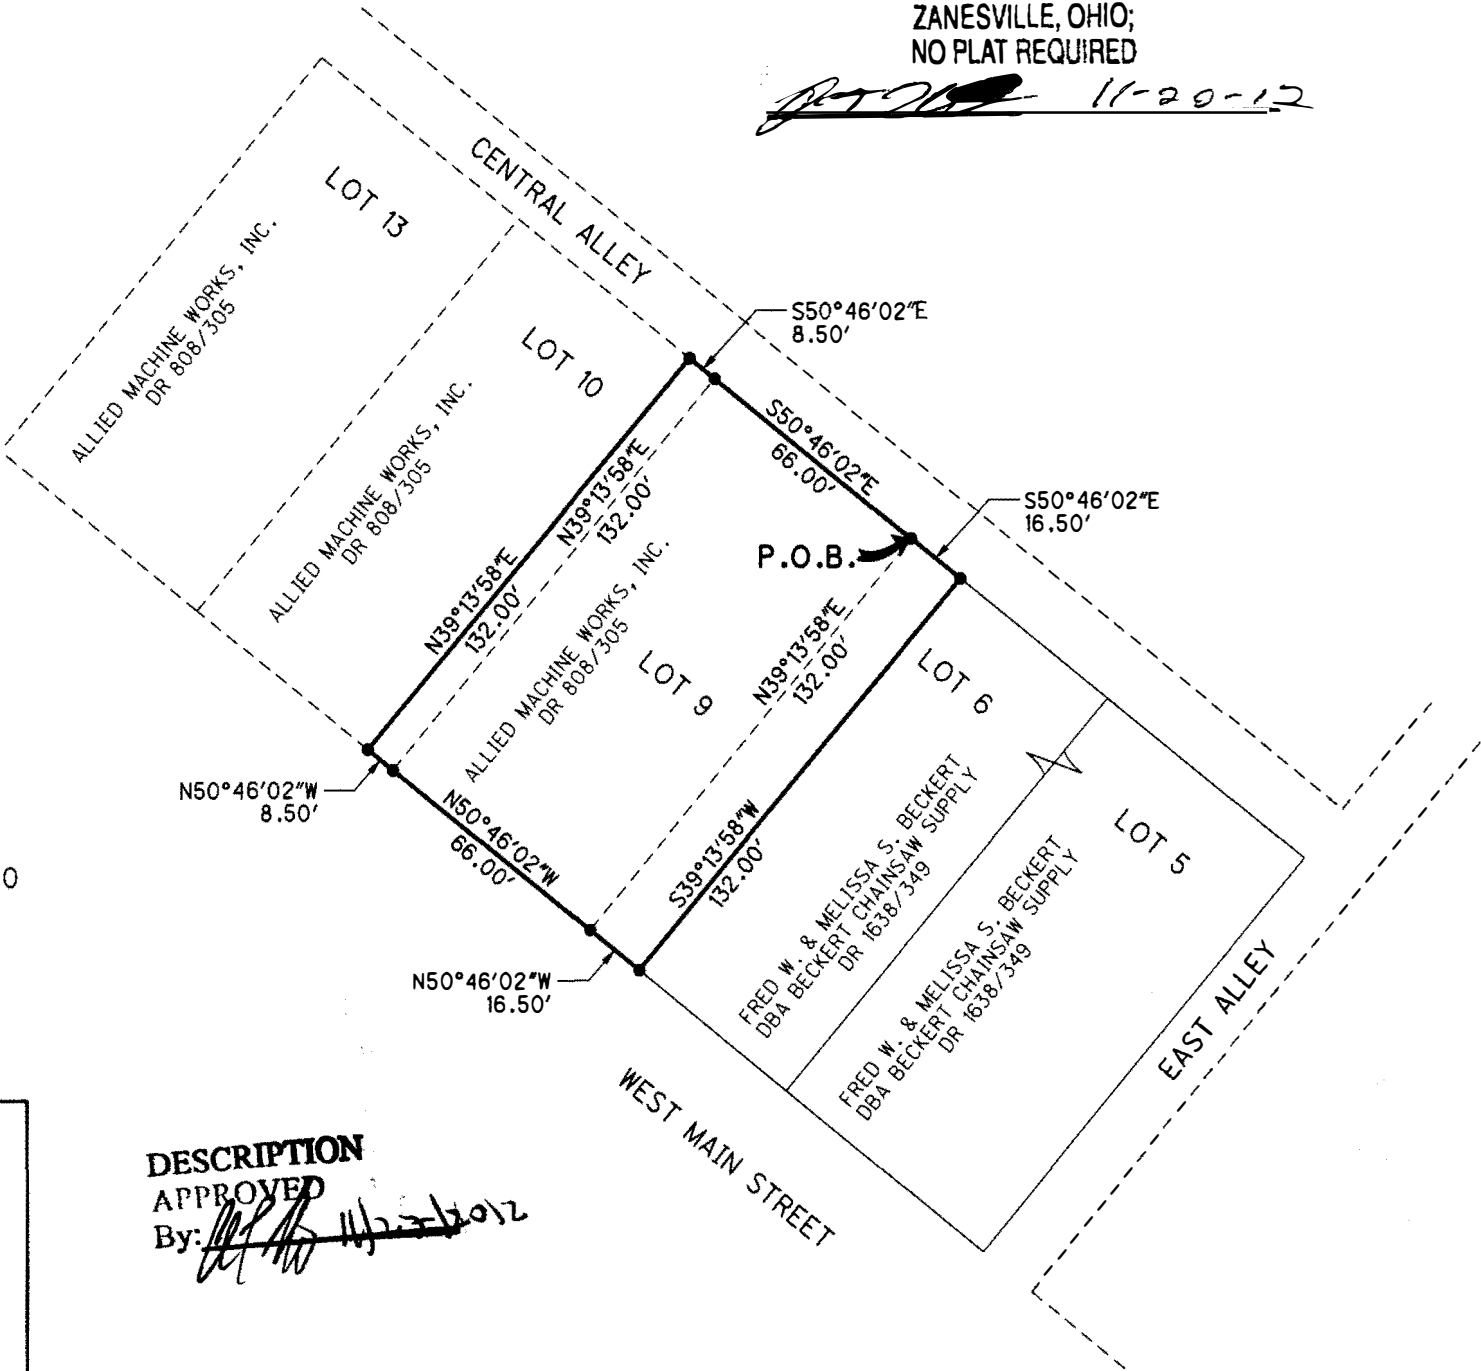 ZANESVILLE, OHIO;
NO PLAT REQUIRED
11-20-12
CENTRAL ALLEY
LOT 13
ALLIED MACHINE WORKS, INC.
DR 808/305
S50°46'02"E
8.50'
LOT 10
ALLIED MACHINE WORKS, INC.
DR 808/305
S50°46'02"E
66.00'
N39°13'58"E
132.00'
S50°46'02"E
16.50'
P.O.B.
N39°13'58"E
132.00'
ALLIED MACHINE WORKS, INC.
DR 808/305
LOT 9
N39°13'58"E
132.00'
LOT 6
N50°46'02"W
8.50'
N50°46'02"W
66.00'
S39°13'58"W
132.00'
FRED W. & MELISSA S. BECKERT
DBA BECKERT CHAINSAW SUPPLY
DR 1638/349
LOT 5
FRED W. & MELISSA S. BECKERT
DBA BECKERT CHAINSAW SUPPLY
DR 1638/349
0
N50°46'02"W
16.50'
EAST ALLEY
WEST MAIN STREET
DESCRIPTION
APPROVED
By: